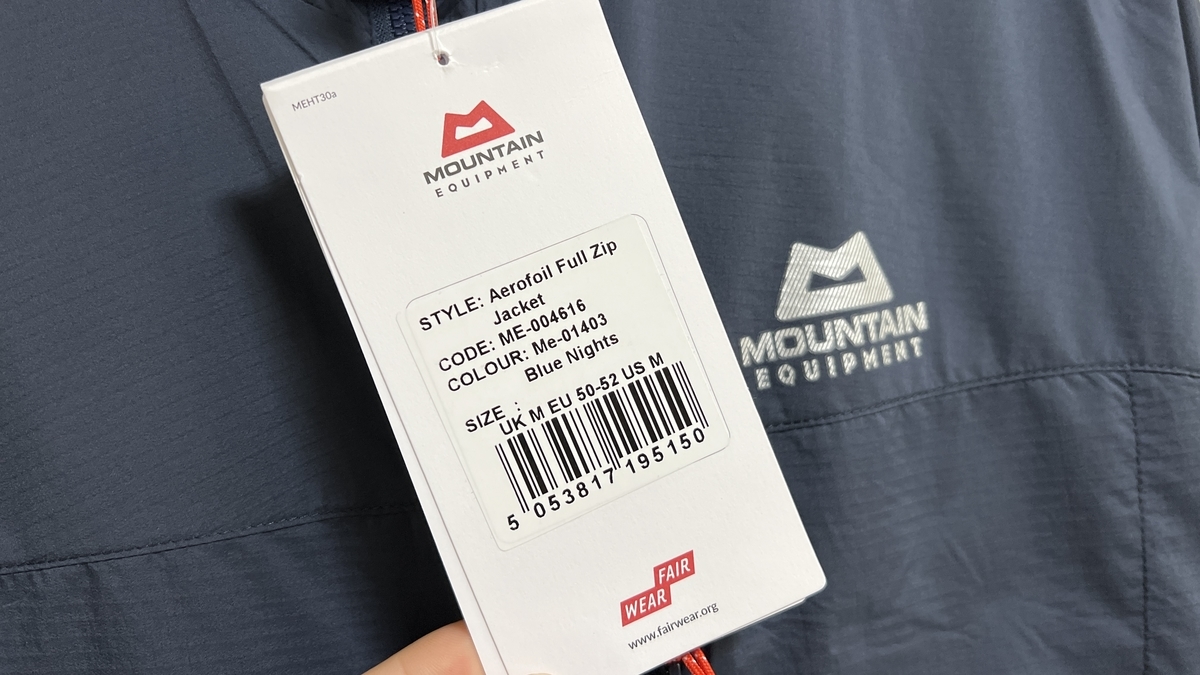 MEHT30a
MOUNTAIN
EQUIPMENT
STYLE: Aerofoil Full Zip
Jacket
CODE: ME-004616
COLOUR: Me-01403
Blue Nights
SIZE :
UK M EU 50-52 US M
5 053817 195150
FAIR
WEAR
www.fairwear.org
MOUNTAIN
EQUIPMENT